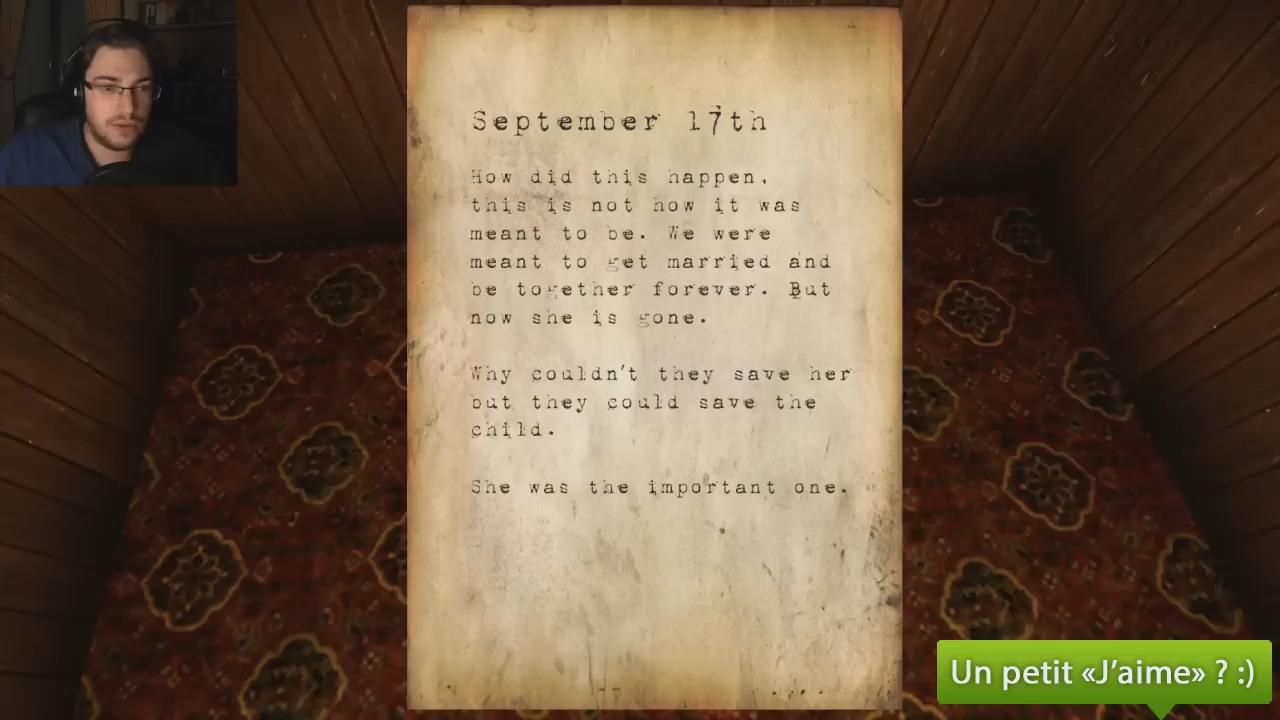 September 17th
How did this happen,
this is not how it was
meant to be. We were
meant to get married and
be together forever. But
now she is gone.
Why couldn't they save her
but they could save the
child.
She was the important one.
Un petit «J'aime» ? :)